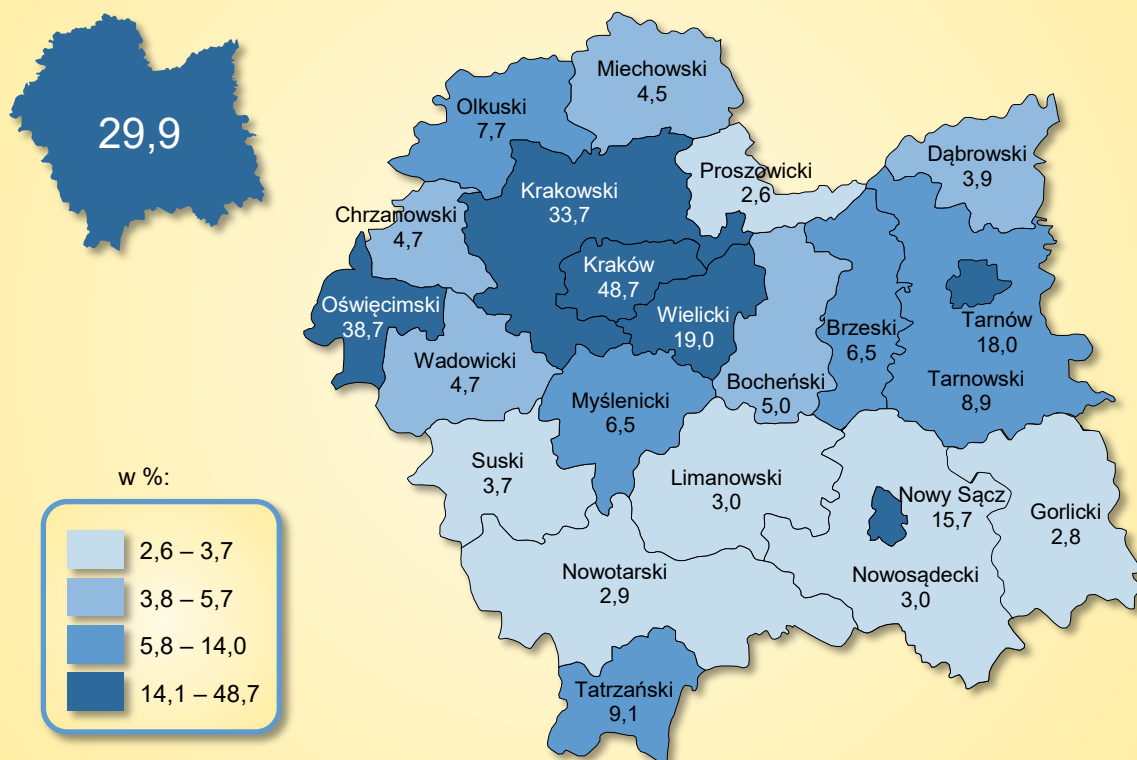 29,9
Miechowski
4,5
Olkuski
7,7
Dąbrowski
3,9
Proszowicki
2,6
Krakowski
33,7
Chrzanowski
4,7
Kraków
48,7
Oświęcimski
38,7
Wielicki
19,0
Brzeski
6,5
Tarnów
18,0
Wadowicki
4,7
Bocheński
5,0
Tarnowski
8,9
Myślenicki
6,5
Suski
3,7
Limanowski
3,0
Nowy Sącz
15,7
Gorlicki
2,8
Nowotarski
2,9
Nowosądecki
3,0
Tatrzański
9,1
w %:
2,6 – 3,7
3,8 – 5,7
5,8 – 14,0
14,1 – 48,7